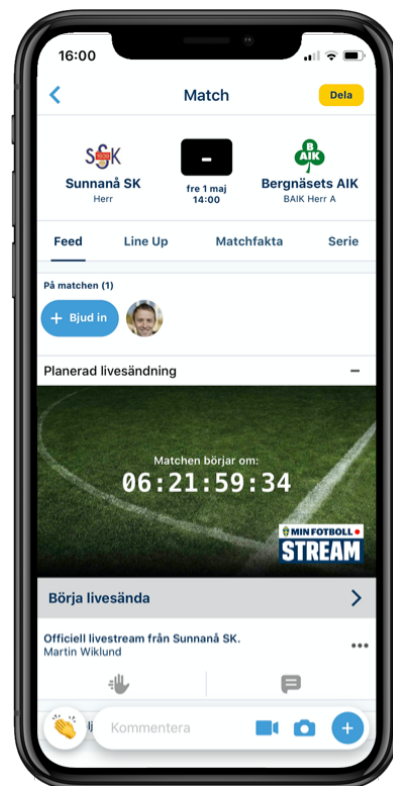 16:00
Match
Dela
SSK
-
B
AIK
Sunnanå SK
Herr
fre 1 maj
14:00
Bergnäsets AIK
BAIK Herr A
Feed
Line Up
Matchfakta
Serie
På matchen (1)
+ Bjud in
Planerad livesändning
Matchen börjar om:
06:21:59:34
MIN FOTBOLL
STREAM
Börja livesända
Officiell livestream från Sunnanå SK.
Martin Wiklund
Kommentera